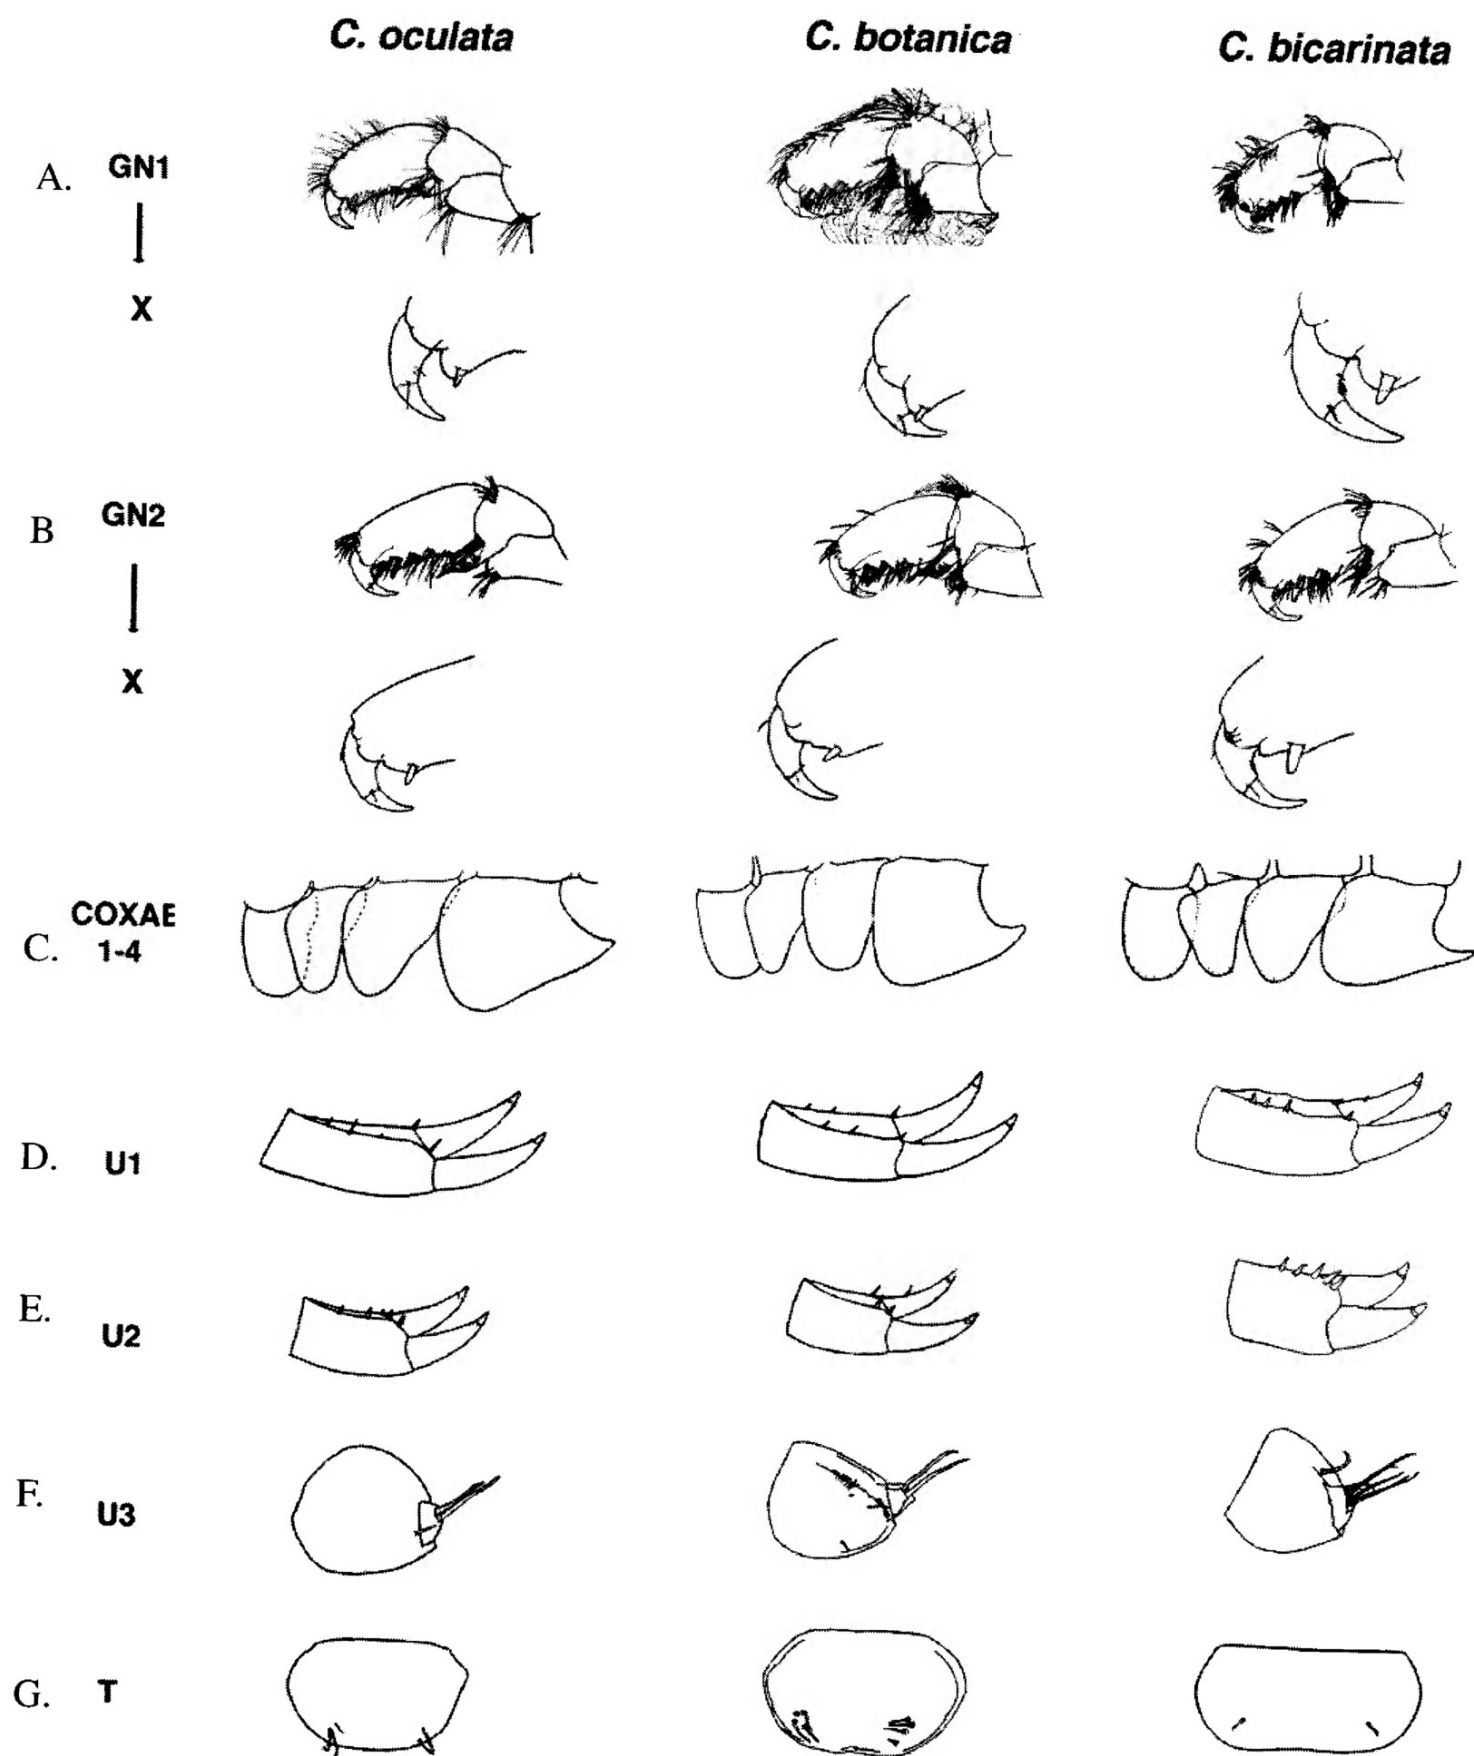 C. oculata
C. botanica
C. bicarinata
A. GN1
X
B GN2
X
C. COXAE
1-4
D. U1
E. U2
F. U3
G. T